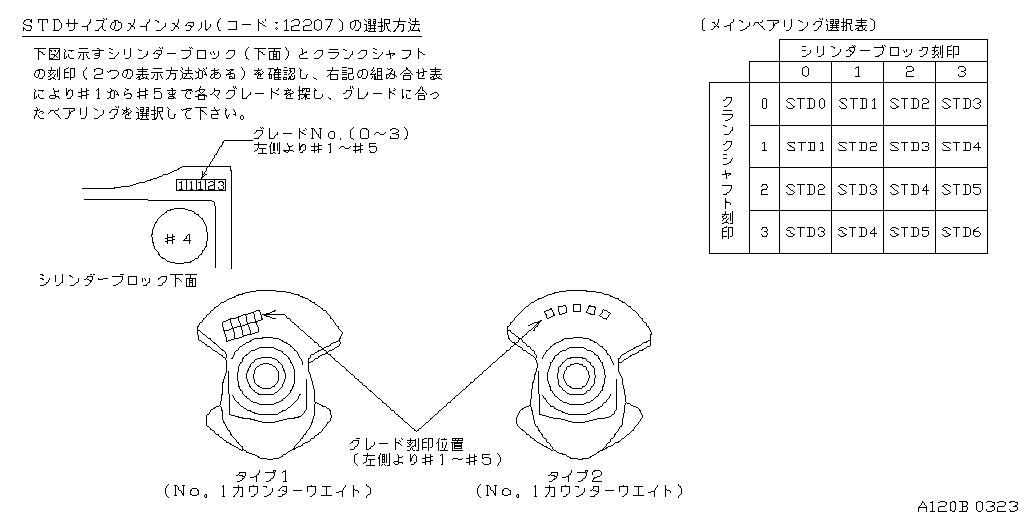 STDサイズのメインメタル(コード:12207)の選択方法
下図に示すシリンダーブロック(下面)とクランクシャフト
の刻印(2つの表示方法がある)を確認し、右記の組み合せ表
により#1から#5まで各々グレードを探し、グレードに合っ
たベアリングを選択して下さい。
グレードNo.(0~3)
左側より#1~#5
11123
#4
シリンダーブロック下面
〔メインベアリング選択表〕
シリンダーブロック刻印
0 1 2 3
クランクシャフト刻印
0 STD0 STD1 STD2 STD3
1 STD1 STD2 STD3 STD4
2 STD2 STD3 STD4 STD5
3 STD3 STD4 STD5 STD6
グレード刻印位置
(左側より#1~#5)
タイプ1
(No。1カウンターウエイト)
タイプ2
(No。1カウンターウエイト)
A120B 0323